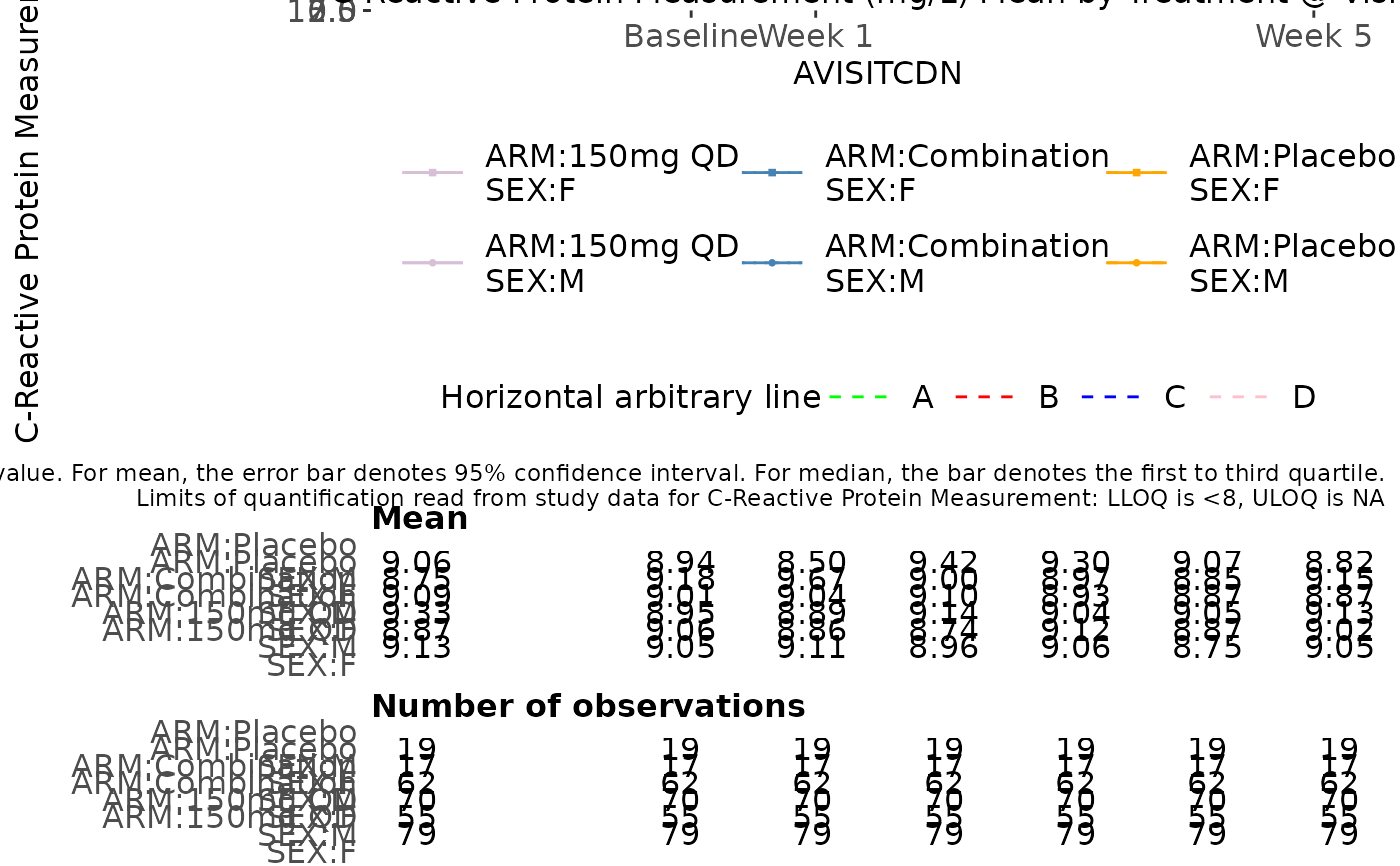 C-Reactive Protein Measurement (mg/L) Mean by Treatment @ Visi
BaselineWeek 1 Week 5
AVISITCDN
C-Reactive Protein Measurem
ARM:150mg QD ARM:Combination ARM:Placebo
SEX:F SEX:F SEX:F
ARM:150mg QD ARM:Combination ARM:Placebo
SEX:M SEX:M SEX:M
Horizontal arbitrary line A B C D
value. For mean, the error bar denotes 95% confidence interval. For median, the bar denotes the first to third quartile.
Limits of quantification read from study data for C-Reactive Protein Measurement: LLOQ is <8, ULOQ is NA
Mean
ARM:Placebo
ARM:Placebo 9.06 8.94 8.50 9.42 9.30 9.07 8.82
ARM:Combination 8.75 9.18 9.67 9.00 8.97 8.85 9.15
ARM:Combination 9.09 9.01 9.04 9.10 8.93 8.87 8.87
ARM:150mg QD 9.33 8.95 8.89 9.14 9.04 9.05 9.13
ARM:150mg QD 8.87 9.06 8.86 8.74 9.12 8.87 9.02
SEX:M 9.13 9.05 9.11 8.96 9.06 8.75 9.05
SEX:F
Number of observations
ARM:Placebo
ARM:Placebo 19 19 19 19 19 19 19
ARM:Combination 17 17 17 17 17 17 17
ARM:Combination 62 62 62 62 62 62 62
ARM:150mg QD 70 70 70 70 70 70 70
ARM:150mg QD 55 55 55 55 55 55 55
SEX:M 79 79 79 79 79 79 79
SEX:F